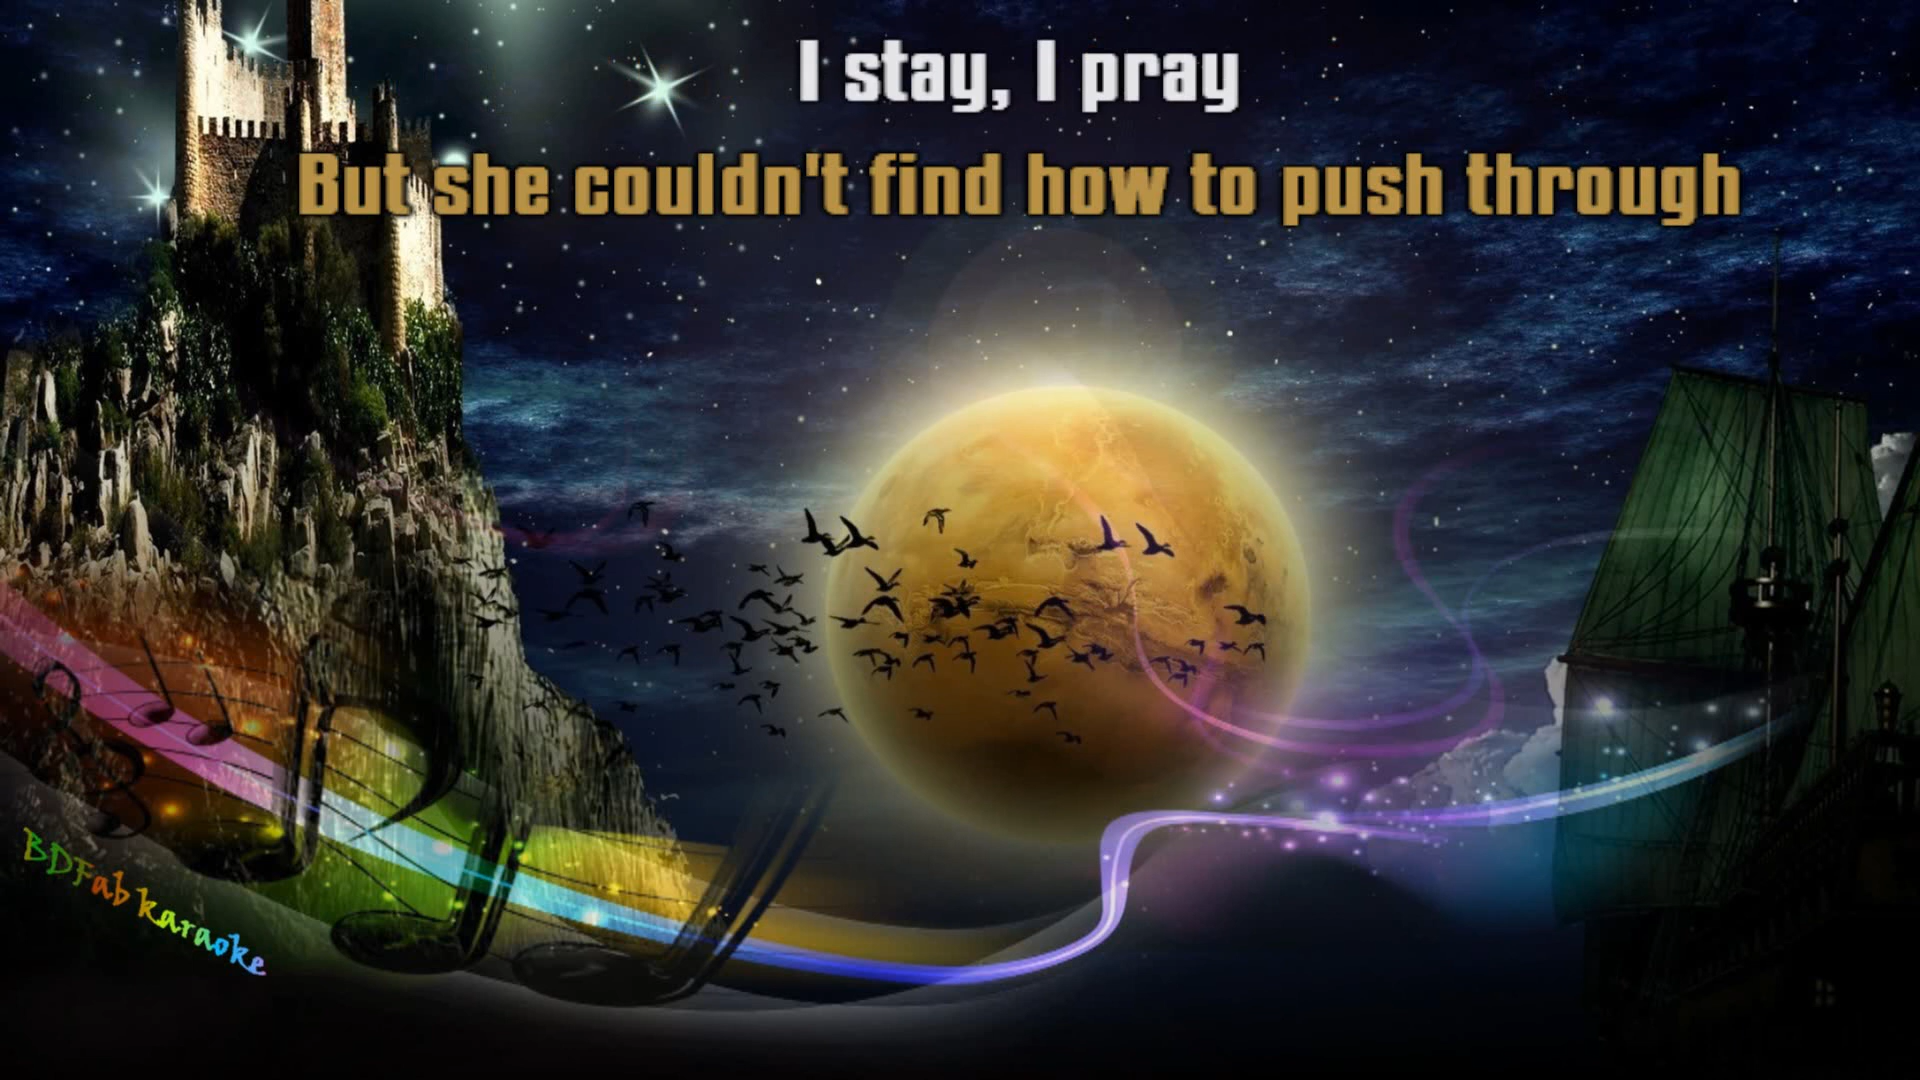 I stay, I pray
But she couldn't find how to push through
BDFab karaoke